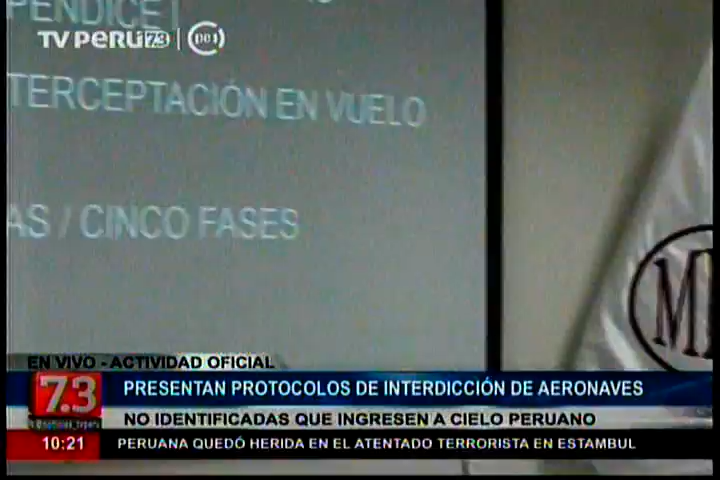 PÉNDICE I
TV PERÚ 7.3
TERCEPTACIÓN EN VUELO
AS / CINCO FASES
EN VIVO - ACTIVIDAD OFICIAL
7.3
PRESENTAN PROTOCOLOS DE INTERDICCIÓN DE AERONAVES
NO IDENTIFICADAS QUE INGRESEN A CIELO PERUANO
10:21
PERUANA QUEDÓ HERIDA EN EL ATENTADO TERRORISTA EN ESTAMBUL